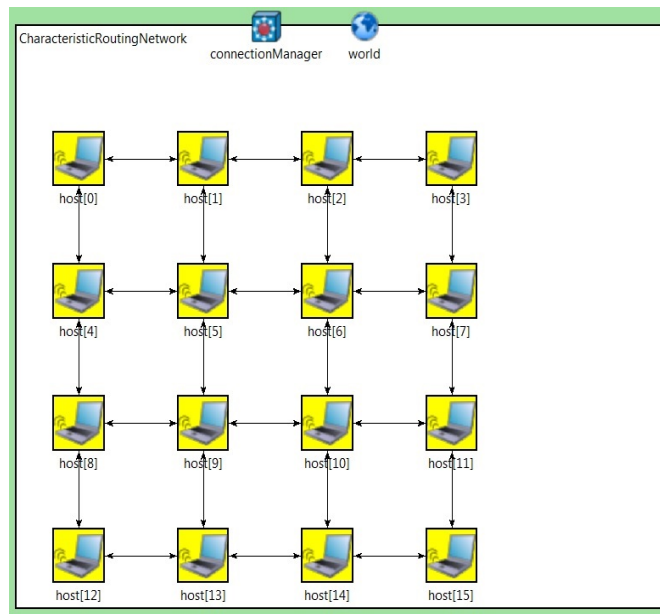 CharacteristicRoutingNetwork
connectionManager world
host[0] host[1] host[2] host[3]
host[4] host[5] host[6] host[7]
host[8] host[9] host[10] host[11]
host[12] host[13] host[14] host[15]